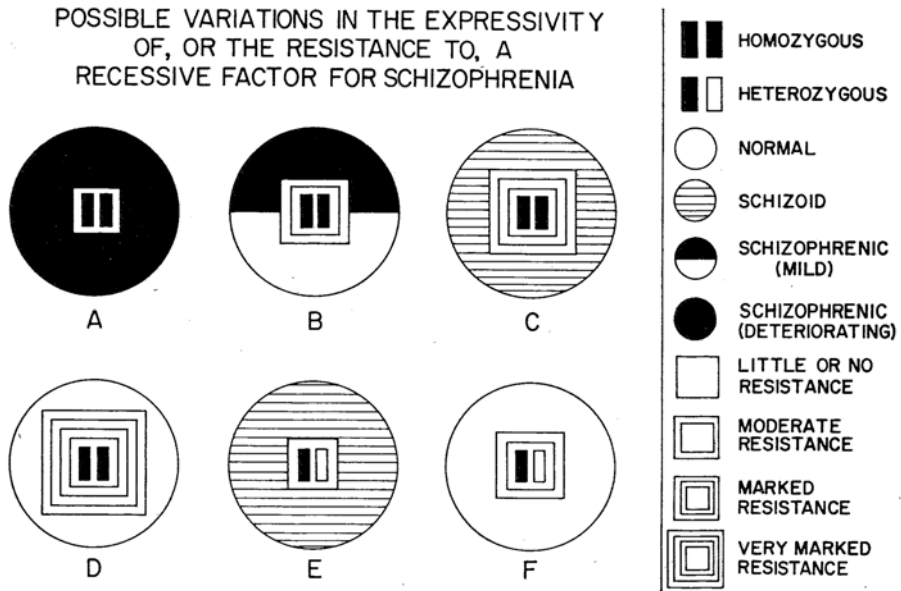 POSSIBLE VARIATIONS IN THE EXPRESSIVITY
OF, OR THE RESISTANCE TO, A
RECESSIVE FACTOR FOR SCHIZOPHRENIA
A
B
C
D
E
F
HOMOZYGOUS
HETEROZYGOUS
NORMAL
SCHIZOID
SCHIZOPHRENIC
(MILD)
SCHIZOPHRENIC
(DETERIORATING)
LITTLE OR NO
RESISTANCE
MODERATE
RESISTANCE
MARKED
RESISTANCE
VERY MARKED
RESISTANCE